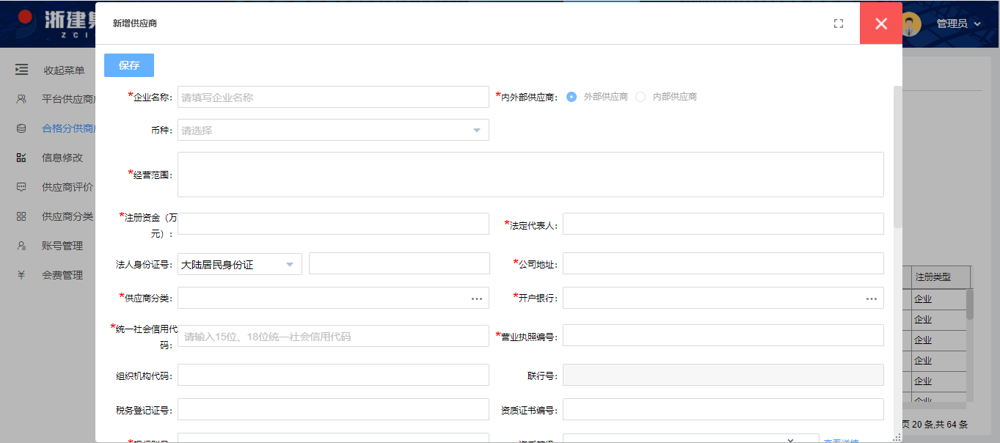 浙建集
ZCI
新增供应商
管理员
保存
收起菜单
平台供应商
合格分供商
信息修改
供应商评价
供应商分类
账号管理
会费管理
*企业名称: 请填写企业名称 *内外部供应商: 外部供应商 内部供应商
币种: 请选择
*经营范围:
*注册资金（万
元）: *法定代表人:
法人身份证号: 大陆居民身份证 *公司地址:
*供应商分类: ... *开户银行: ...
*统一社会信用代
码: 请输入15位、18位统一社会信用代码 *营业执照编号:
组织机构代码: 联行号:
税务登记证号: 资质证书编号:
注册类型
企业
企业
企业
企业
企业
页 20 条,共 64 条